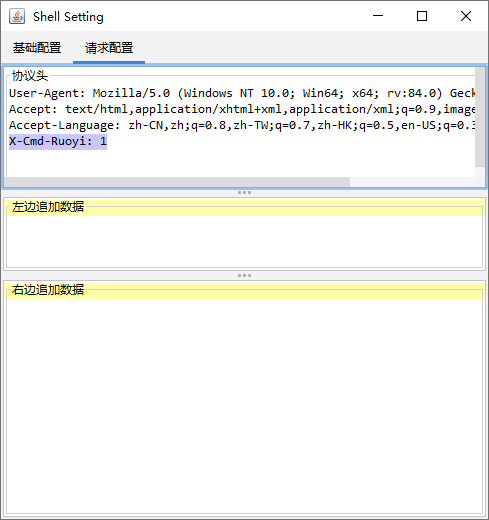 Shell Setting
基础配置 请求配置
协议头
User-Agent: Mozilla/5.0 (Windows NT 10.0; Win64; x64; rv:84.0) Geck
Accept: text/html,application/xhtml+xml,application/xml;q=0.9,image
Accept-Language: zh-CN,zh;q=0.8,zh-TW;q=0.7,zh-HK;q=0.5,en-US;q=0.3
X-Cmd-Ruoyi: 1
左边追加数据
右边追加数据